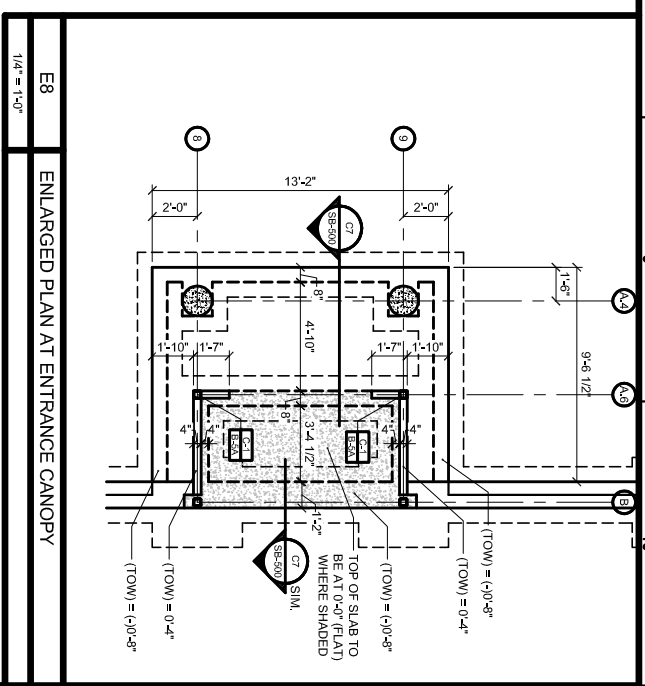 E8
ENLARGED PLAN AT ENTRANCE CANOPY
1/4" = 1'-0"
8
9
A.4
A.6
B
13'-2"
2'-0"
2'-0"
1'-6"
9'-6 1/2"
C7
SB-500
8"
4'-10"
1'-10"
1'-7"
1'-7"
1'-10"
8"
3'-4 1/2"
4"
4"
4"
4"
C-1
B-5A
C-1
B-5A
1'-2"
C7
SB-500
SIM.
TOP OF SLAB TO
BE AT 0'-0" (FLAT)
WHERE SHADED
(TOW) = (-)0'-8"
(TOW) = 0'-4"
(TOW) = (-)0'-8"
(TOW) = 0'-4"
(TOW) = (-)0'-8"